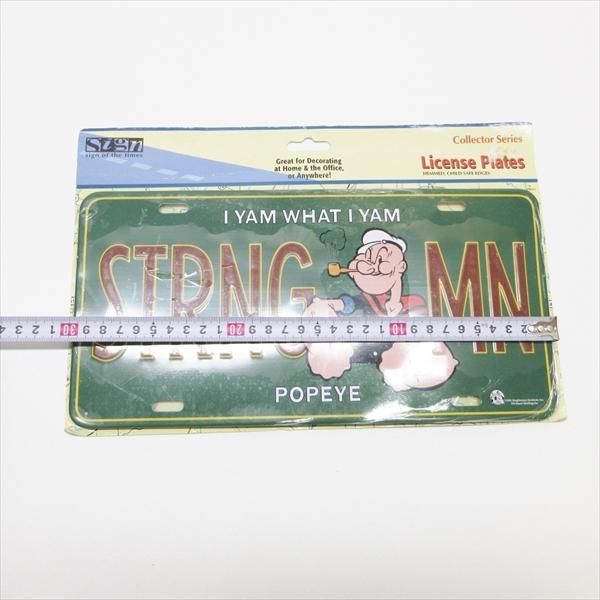 Sign
sign of the times
Great for Decorating
at Home & the Office,
or Anywhere!
Collector Series
License Plates
HEMMED, CHILD SAFE EDGES
I YAM WHAT I YAM
STRNG MN
POPEYE